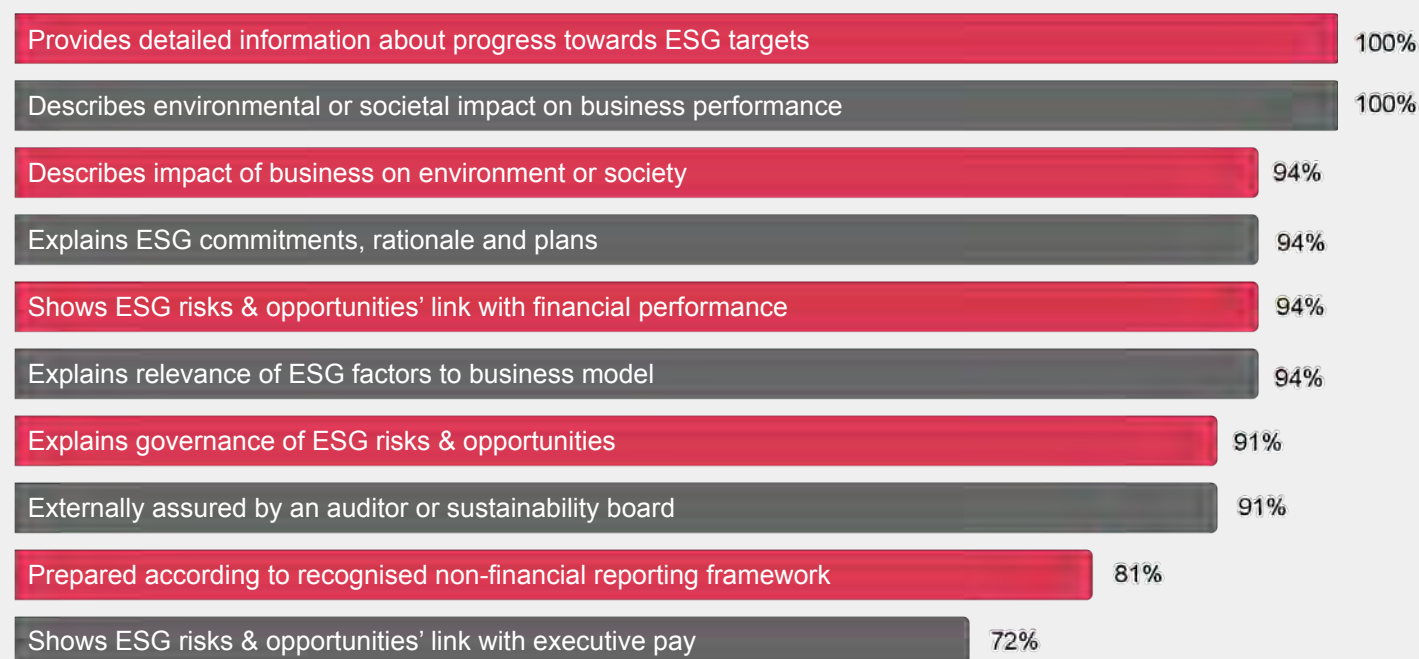 Provides detailed information about progress towards ESG targets 100%
Describes environmental or societal impact on business performance 100%
Describes impact of business on environment or society 94%
Explains ESG commitments, rationale and plans 94%
Shows ESG risks & opportunities’ link with financial performance 94%
Explains relevance of ESG factors to business model 94%
Explains governance of ESG risks & opportunities 91%
Externally assured by an auditor or sustainability board 91%
Prepared according to recognised non-financial reporting framework 81%
Shows ESG risks & opportunities’ link with executive pay 72%